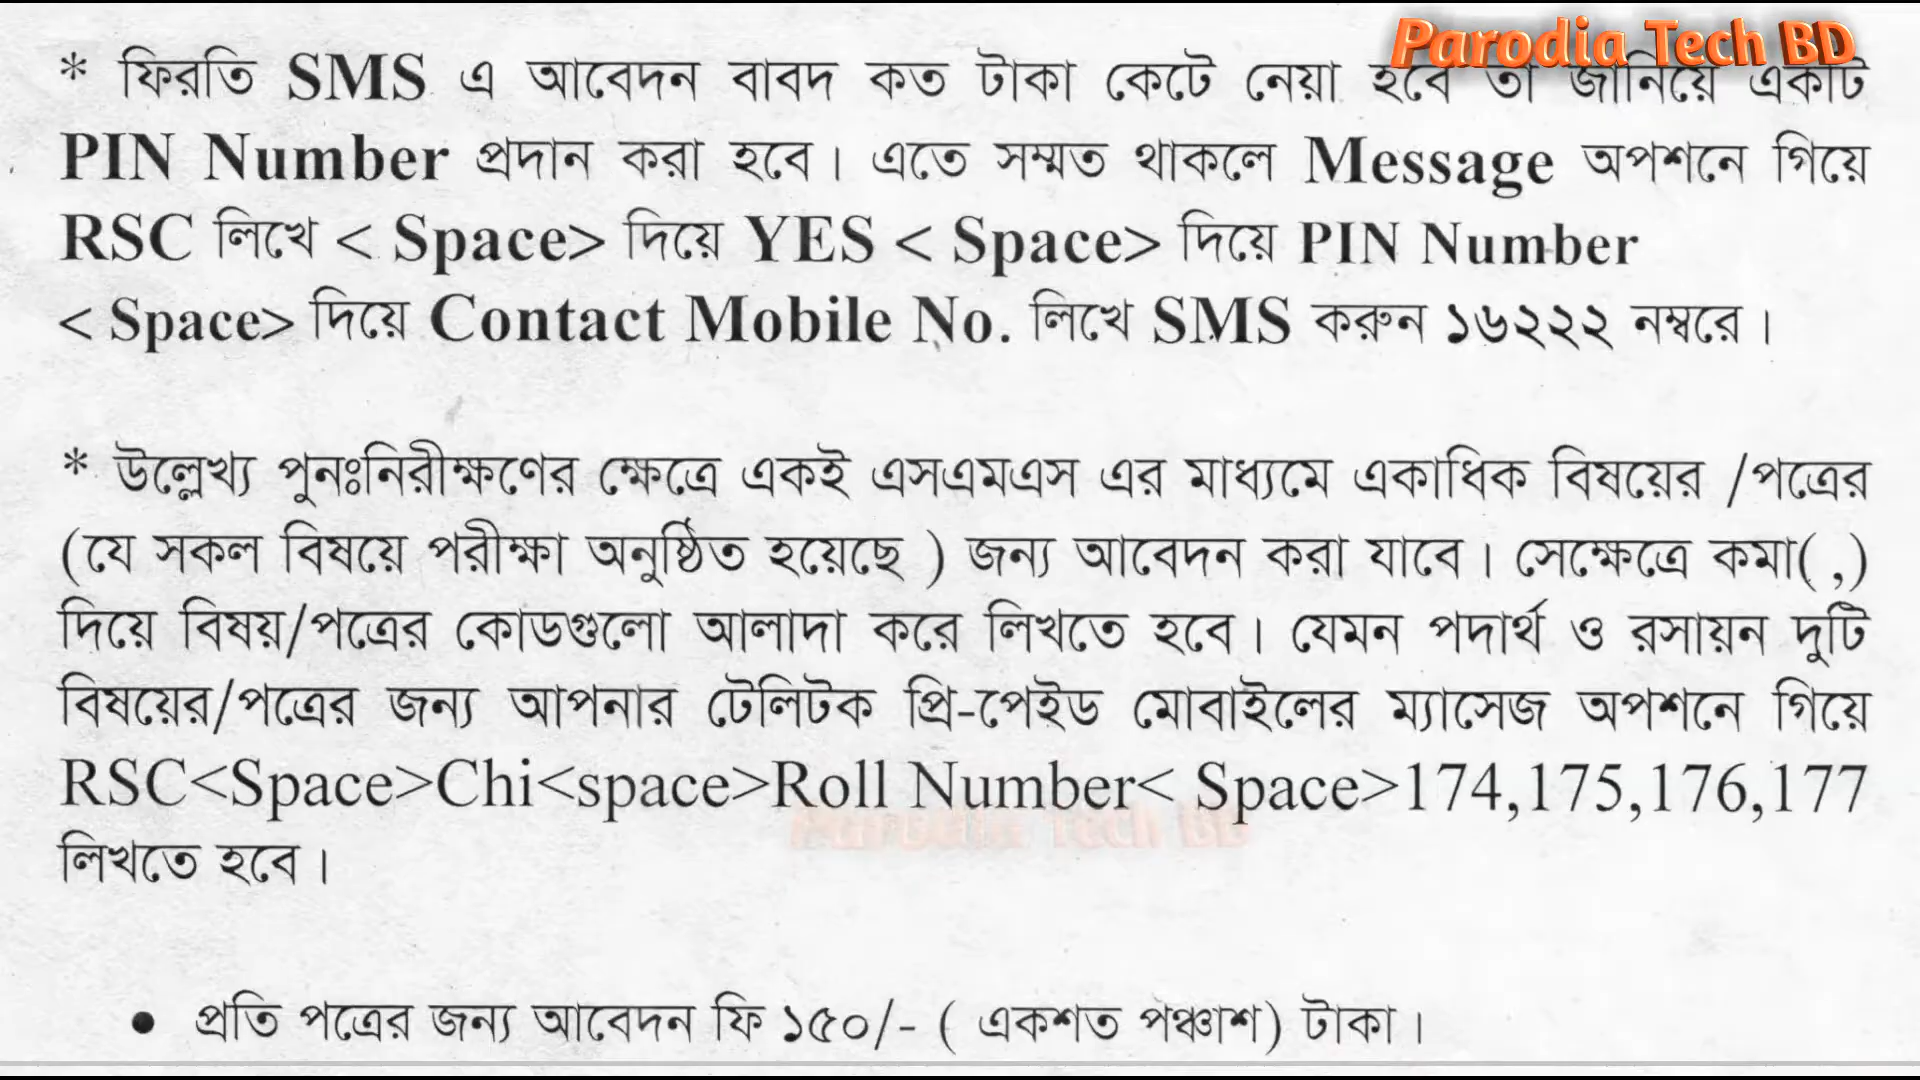 Parodia Tech BD
* ফিরতি SMS এ আবেদন বাবদ কত টাকা কেটে নেয়া হবে তা জানিয়ে একটি
PIN Number প্রদান করা হবে। এতে সম্মত থাকলে Message অপশনে গিয়ে
RSC লিখে < Space> দিয়ে YES < Space> দিয়ে PIN Number
< Space> দিয়ে Contact Mobile No. লিখে SMS করুন ১৬২২২ নম্বরে।
* উল্লেখ্য পুনঃনিরীক্ষণের ক্ষেত্রে একই এসএমএস এর মাধ্যমে একাধিক বিষয়ের /পত্রের
(যে সকল বিষয়ে পরীক্ষা অনুষ্ঠিত হয়েছে ) জন্য আবেদন করা যাবে। সেক্ষেত্রে কমা( ,)
দিয়ে বিষয়/পত্রের কোডগুলো আলাদা করে লিখতে হবে। যেমন পদার্থ ও রসায়ন দুটি
বিষয়ের/পত্রের জন্য আপনার টেলিটক প্রি-পেইড মোবাইলের ম্যাসেজ অপশনে গিয়ে
RSC<Space>Chi<space>Roll Number< Space>174,175,176,177
Parodia Tech BD
লিখতে হবে।
• প্রতি পত্রের জন্য আবেদন ফি ১৫০/- ( একশত পঞ্চাশ) টাকা।